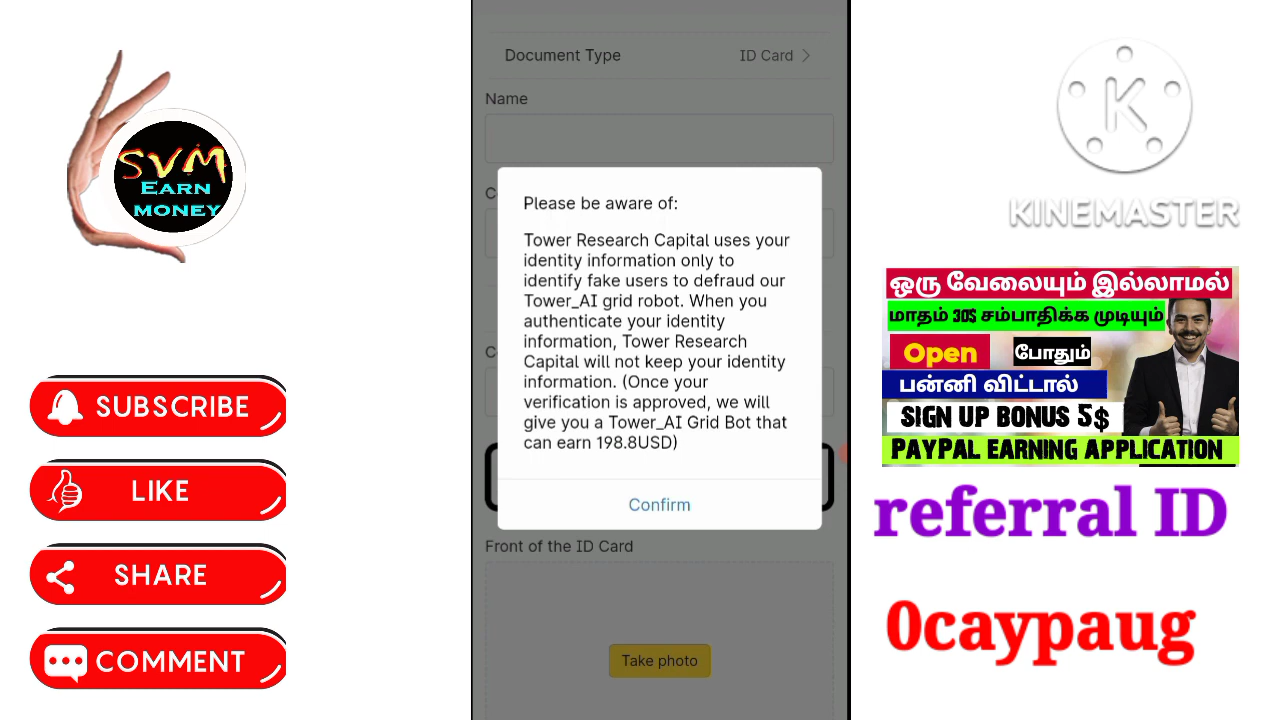 SVM
EARN
MONEY
SUBSCRIBE
LIKE
SHARE
COMMENT
Document Type ID Card
Name
C
Please be aware of:
Tower Research Capital uses your
identity information only to
identify fake users to defraud our
Tower_AI grid robot. When you
authenticate your identity
information, Tower Research
Capital will not keep your identity
information. (Once your
verification is approved, we will
give you a Tower_AI Grid Bot that
can earn 198.8USD)
C
Confirm
Front of the ID Card
Take photo
K
KINEMASTER
ஒரு வேலையும் இல்லாமல்
மாதம் 30$ சம்பாதிக்க முடியும்
Open போதும்
பன்னி விட்டால்
SIGN UP BONUS 5$
PAYPAL EARNING APPLICATION
referral ID
0caypaug